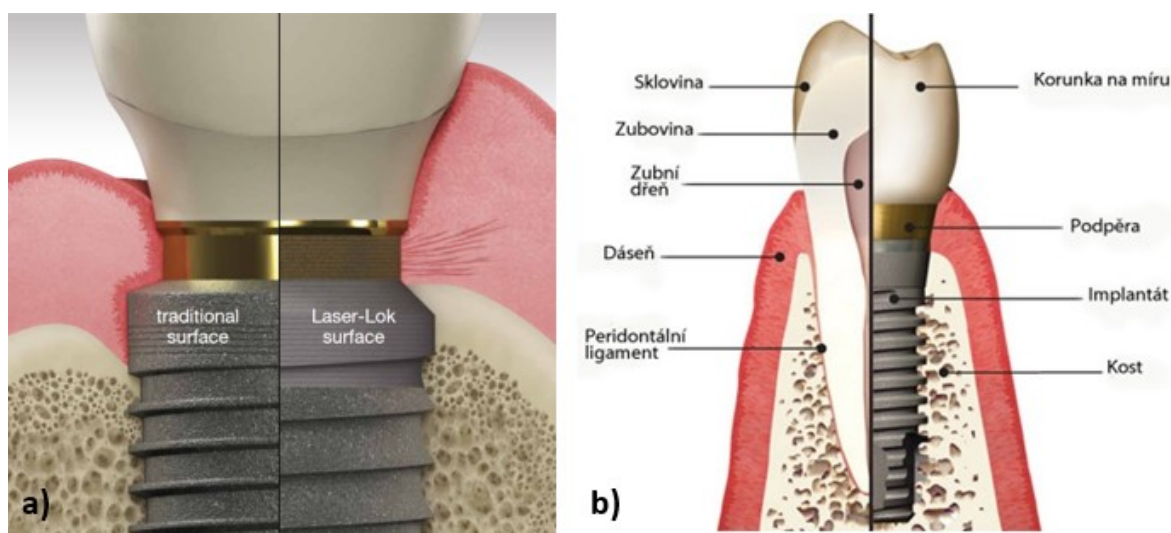 traditional
surface
Laser-Lok
surface
a)
Sklovina
Zubovina
Zubní
dřeň
Dáseň
Peridontální
ligament
Korunka na míru
Podpěra
Implantát
Kost
b)